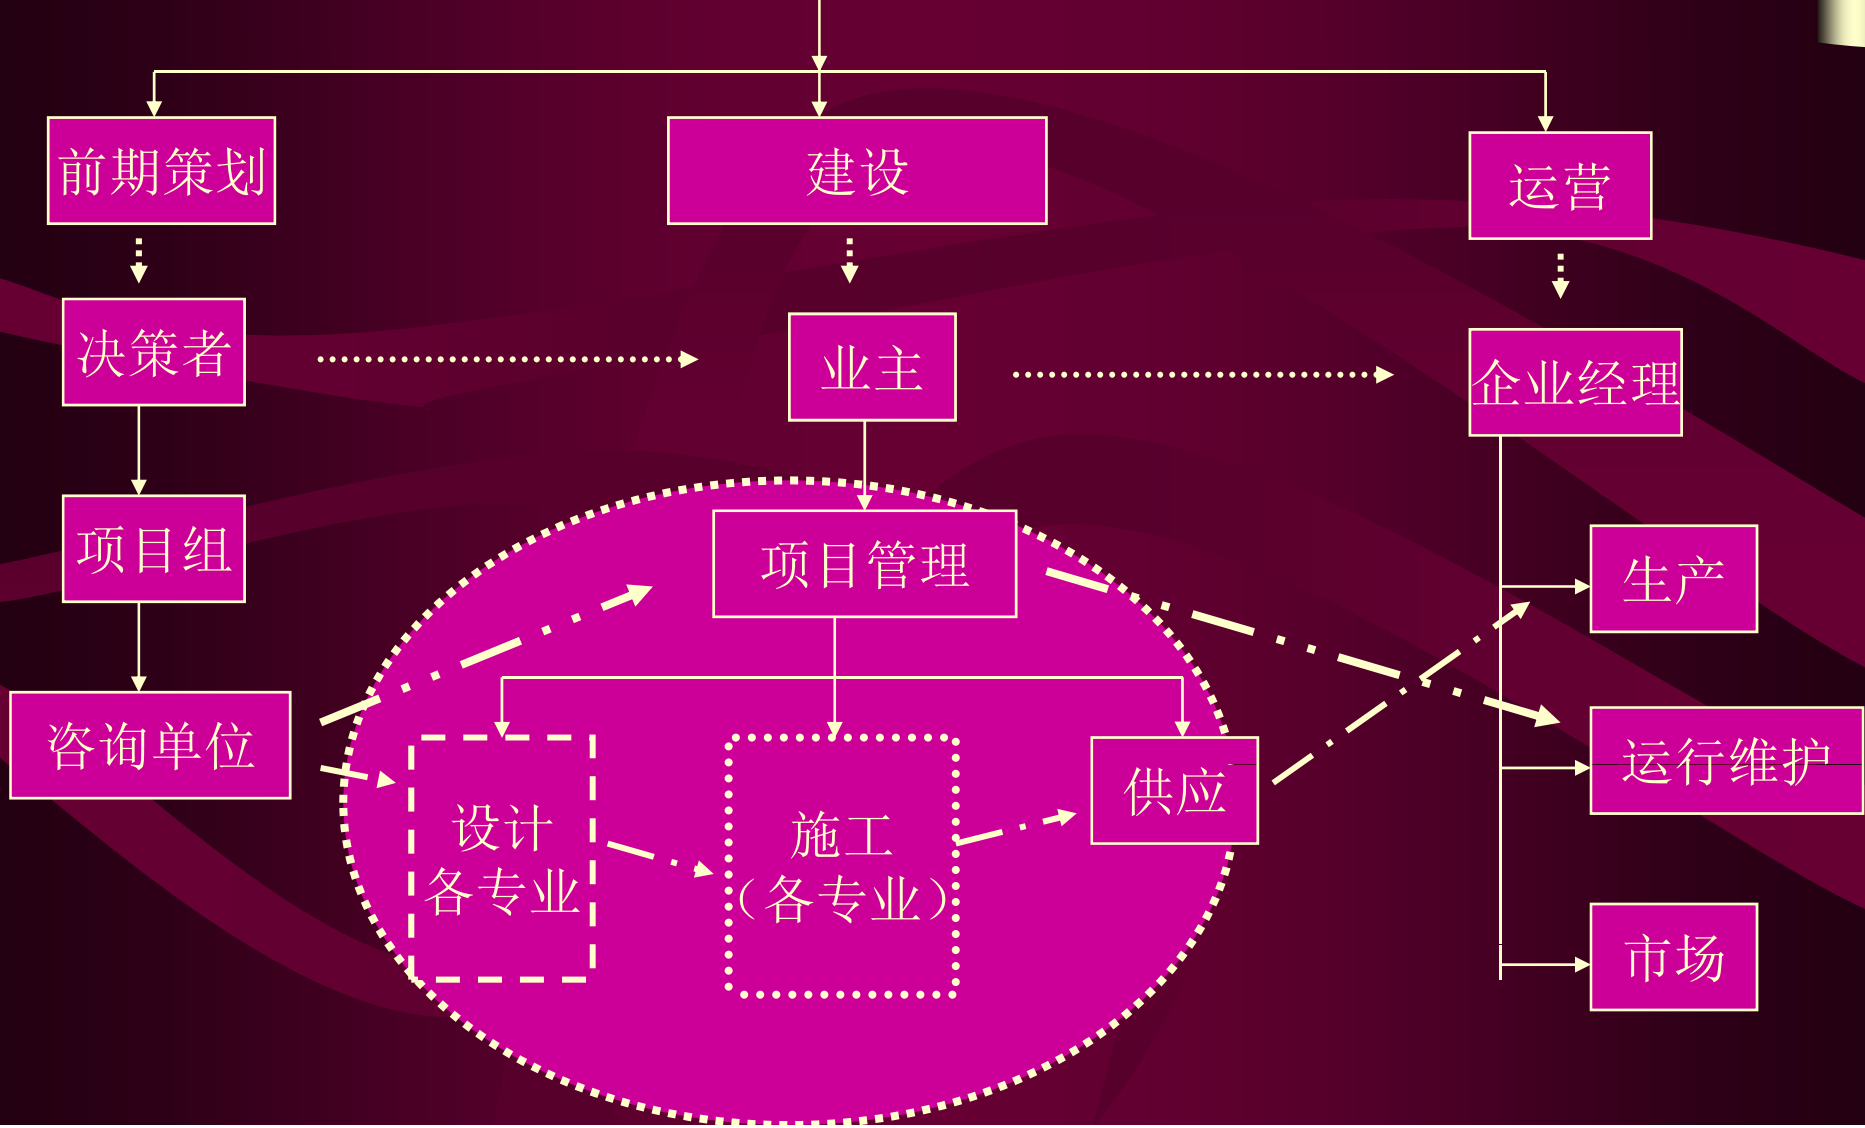 前期策划
建设
运营
决策者
业主
企业经理
项目组
项目管理
生产
咨询单位
运行维护
供应
设计
各专业
施工
（各专业）
市场